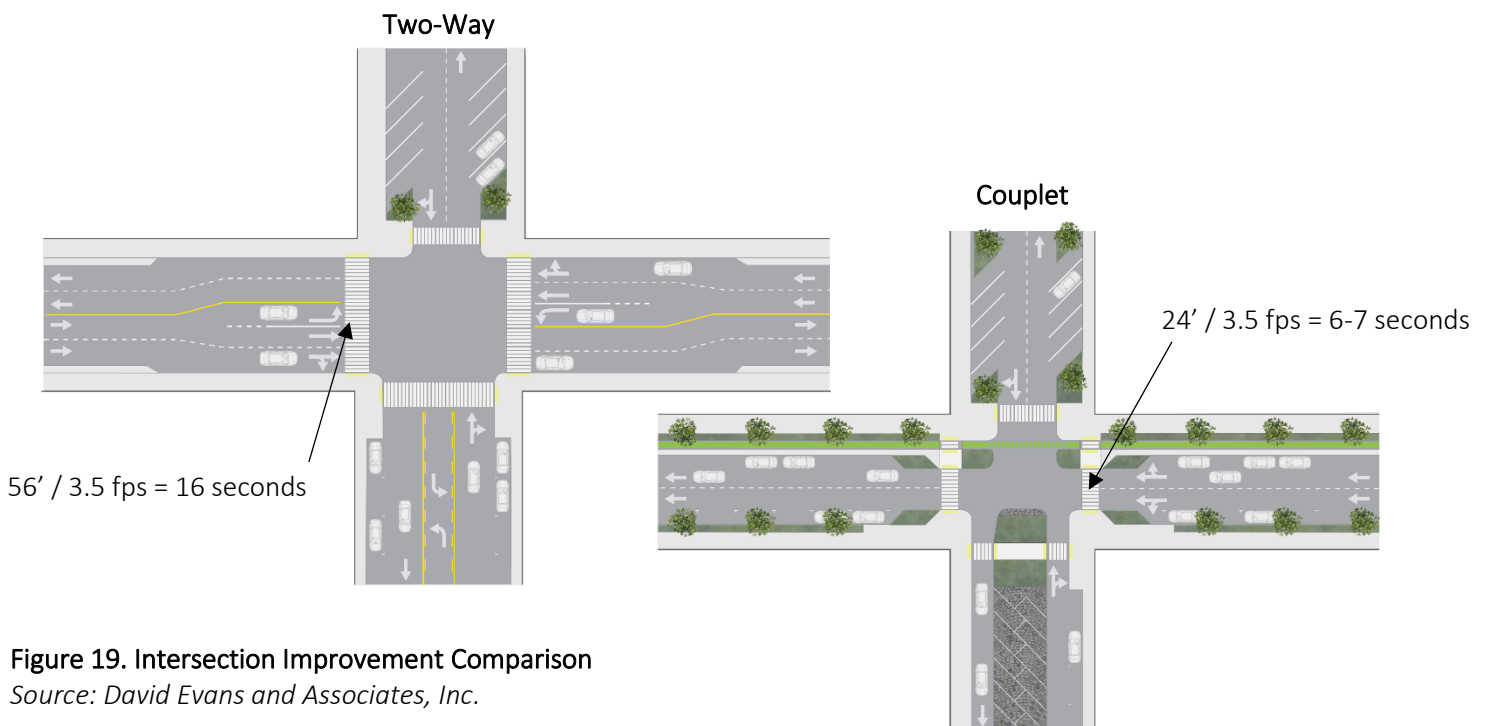 Two-Way
Couplet
24’ / 3.5 fps = 6-7 seconds
56’ / 3.5 fps = 16 seconds
Figure 19. Intersection Improvement Comparison
Source: David Evans and Associates, Inc.